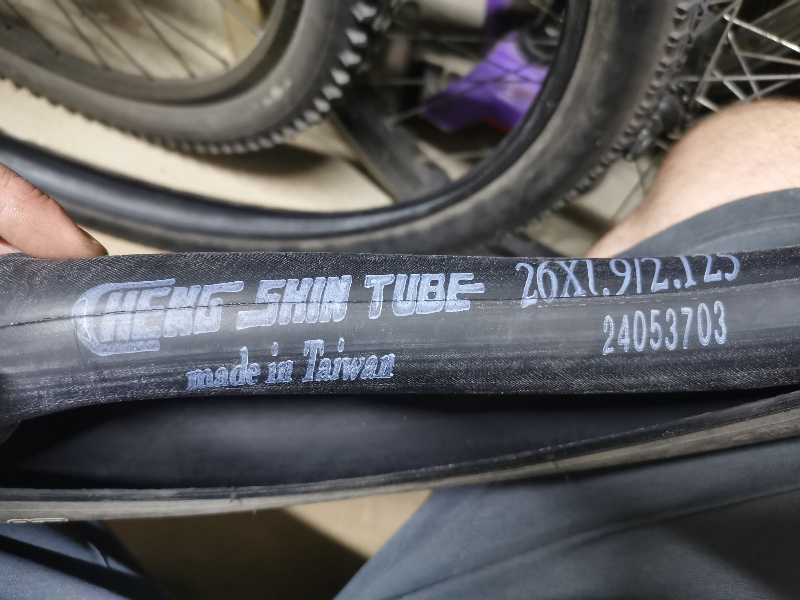 CHENG SHIN TUBE 26X1.9/2.125
24053703
made in Taiwan